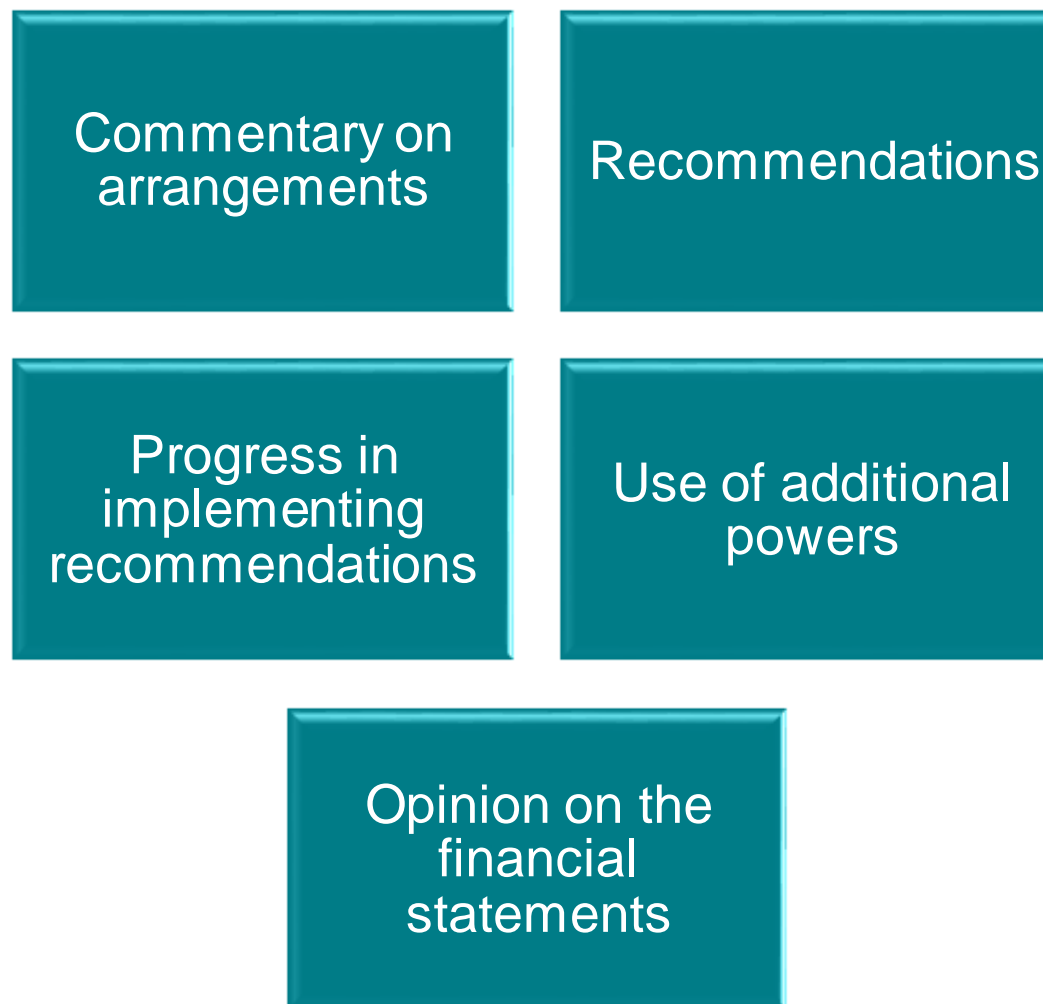 Commentary on
arrangements
Recommendations
Progress in
implementing
recommendations
Use of additional
powers
Opinion on the
financial
statements